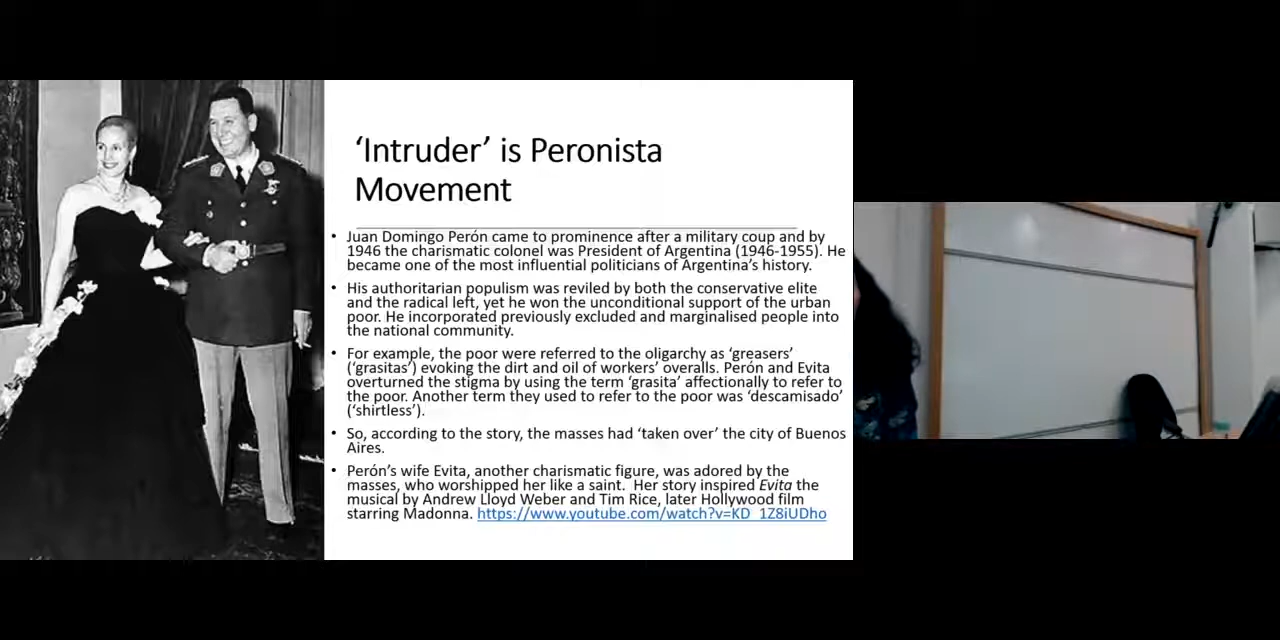 ‘Intruder’ is Peronista
Movement
• Juan Domingo Perón came to prominence after a military coup and by
1946 the charismatic colonel was President of Argentina (1946-1955). He
became one of the most influential politicians of Argentina’s history.
• His authoritarian populism was reviled by both the conservative elite
and the radical left, yet he won the unconditional support of the urban
poor. He incorporated previously excluded and marginalised people into
the national community.
• For example, the poor were referred to the oligarchy as ‘greasers’
(‘grasitas’) evoking the dirt and oil of workers’ overalls. Perón and Evita
overturned the stigma by using the term ‘grasita’ affectionally to refer to
the poor. Another term they used to refer to the poor was ‘descamisado’
(‘shirtless’).
• So, according to the story, the masses had ‘taken over’ the city of Buenos
Aires.
• Perón’s wife Evita, another charismatic figure, was adored by the
masses, who worshipped her like a saint. Her story inspired Evita the
musical by Andrew Lloyd Weber and Tim Rice, later Hollywood film
starring Madonna. https://www.youtube.com/watch?v=KD_1Z8iUDho